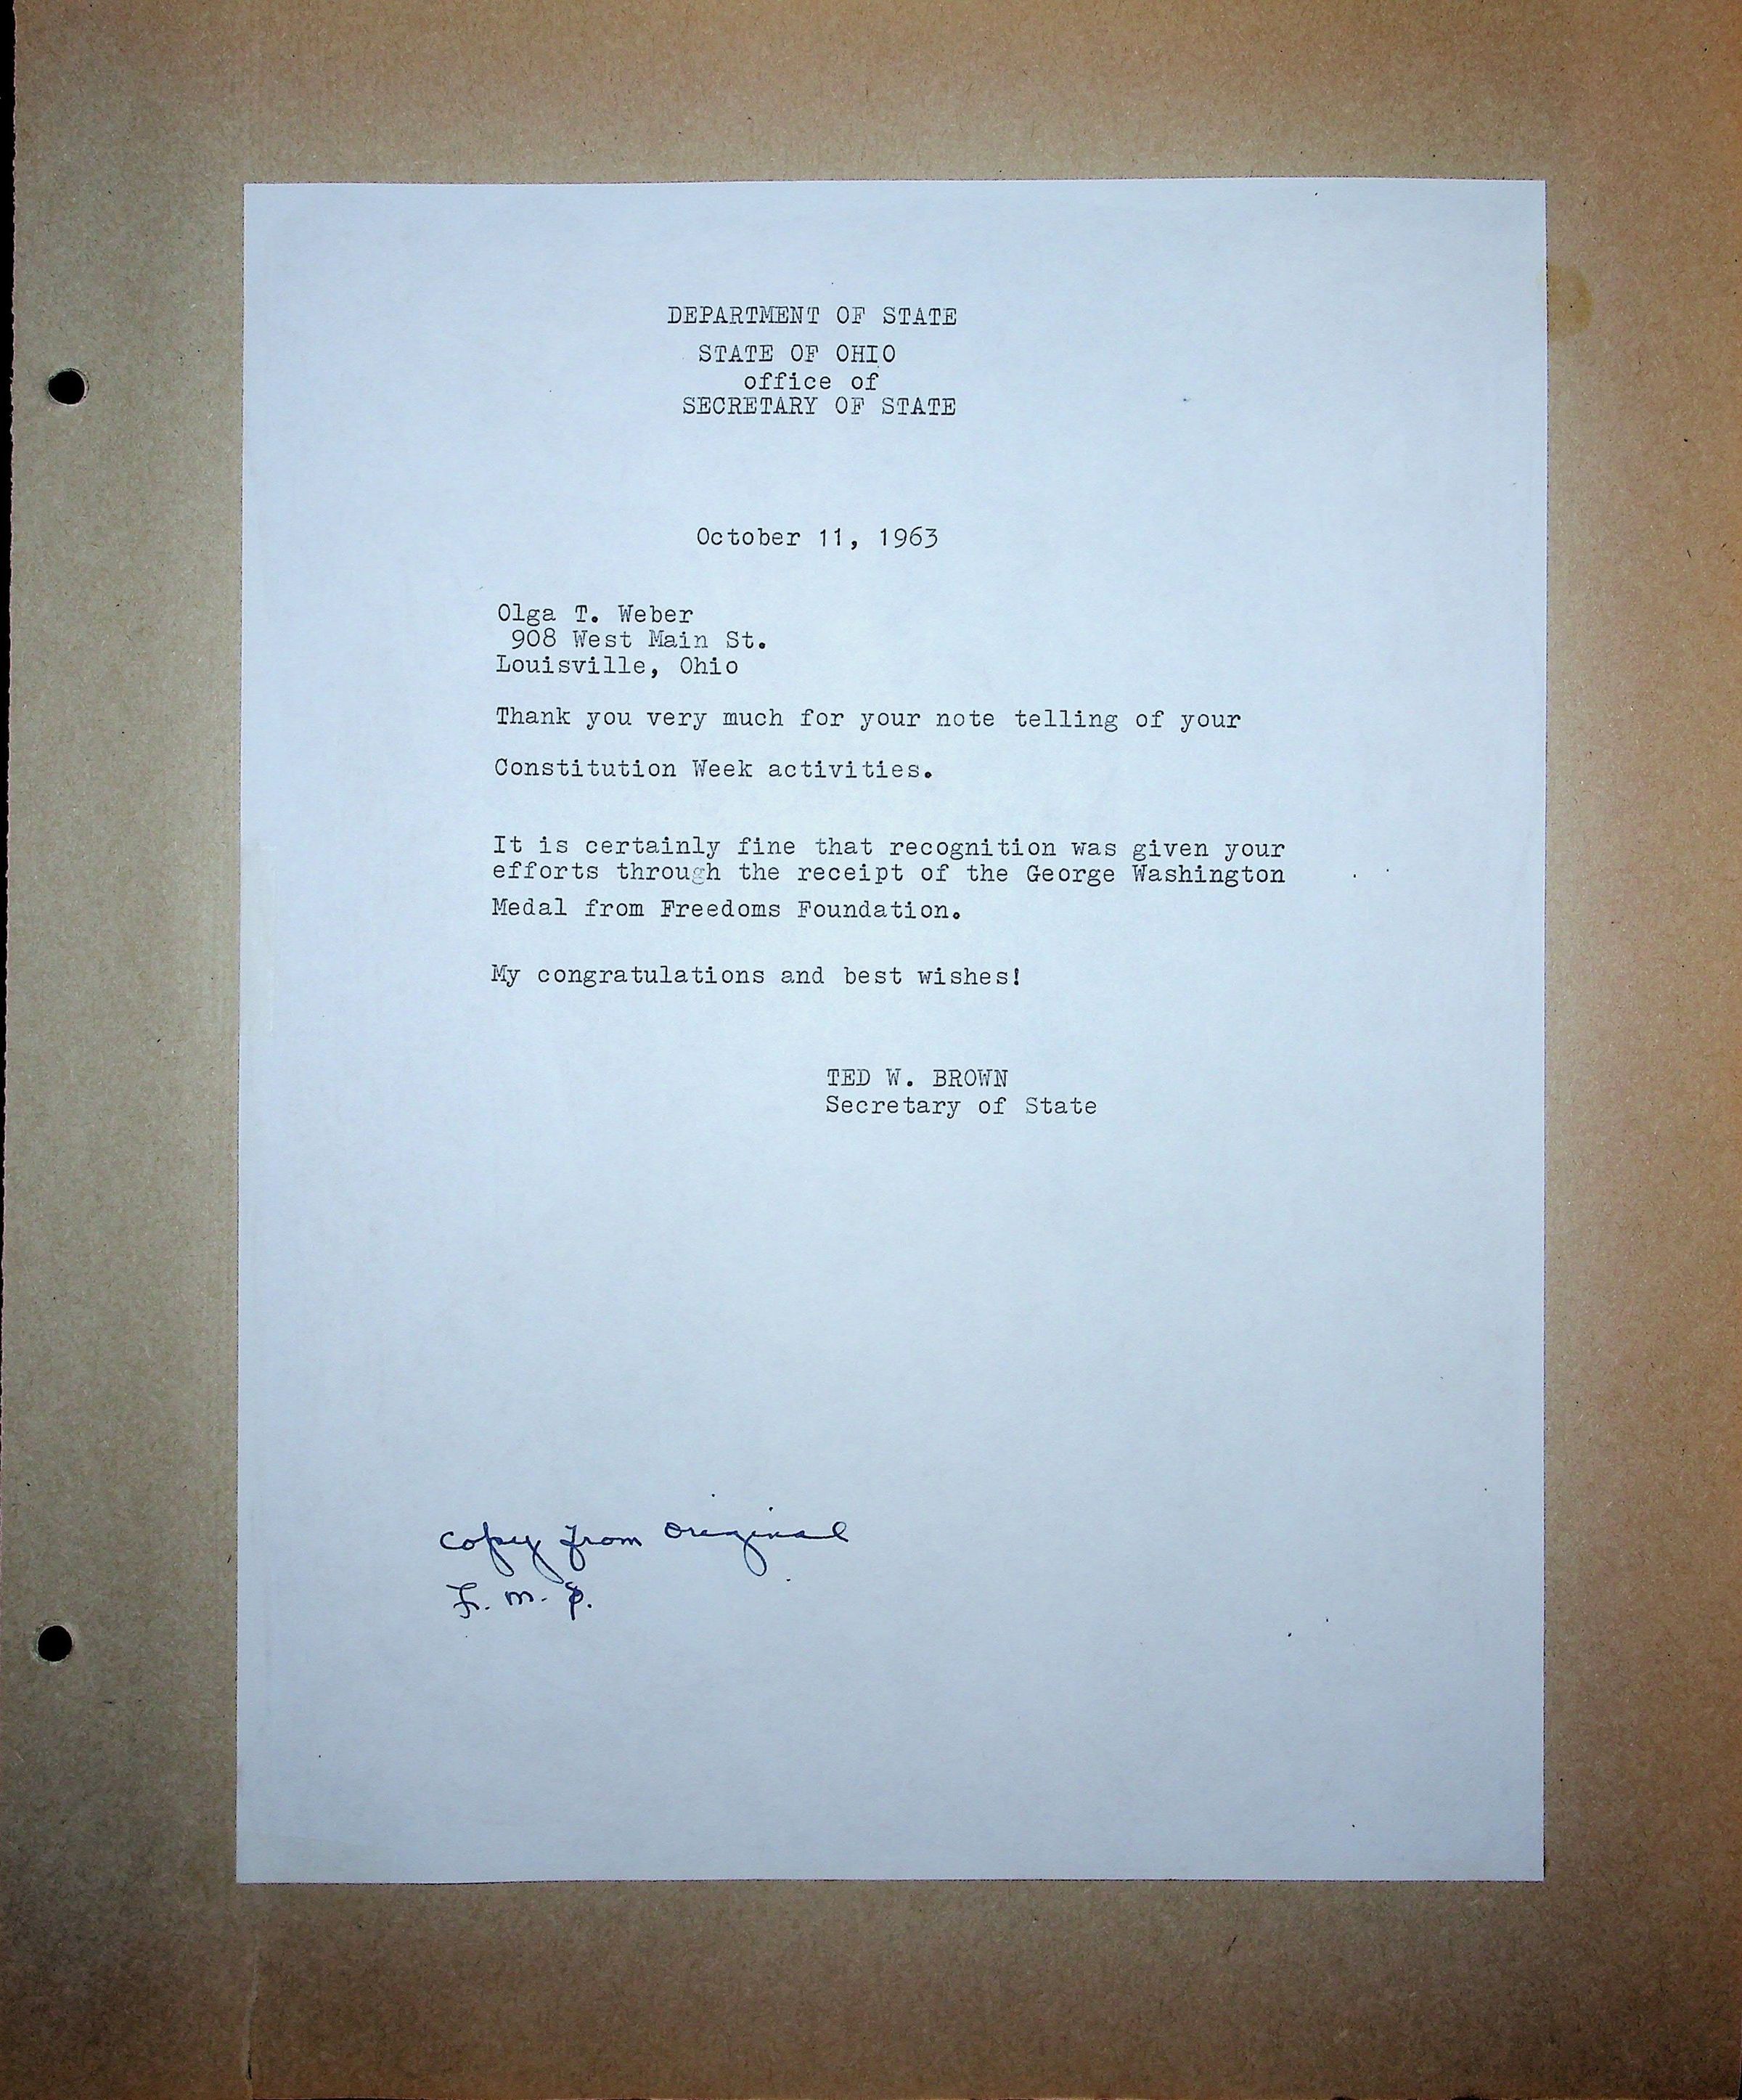 DEPARTMENT OF STATE
STATE OF OHIO
office of
SECRETARY OF STATE
October 11, 1963
Olga T. Weber
908 West Main St.
Louisville, Ohio
Thank you very much for your note telling of your
Constitution Week activities.
It is certainly fine that recognition was given your
efforts through the receipt of the George Washington
Medal from Freedoms Foundation.
My congratulations and best wishes!
TED W. BROWN
Secretary of State
Copy from Original
F. M. P.